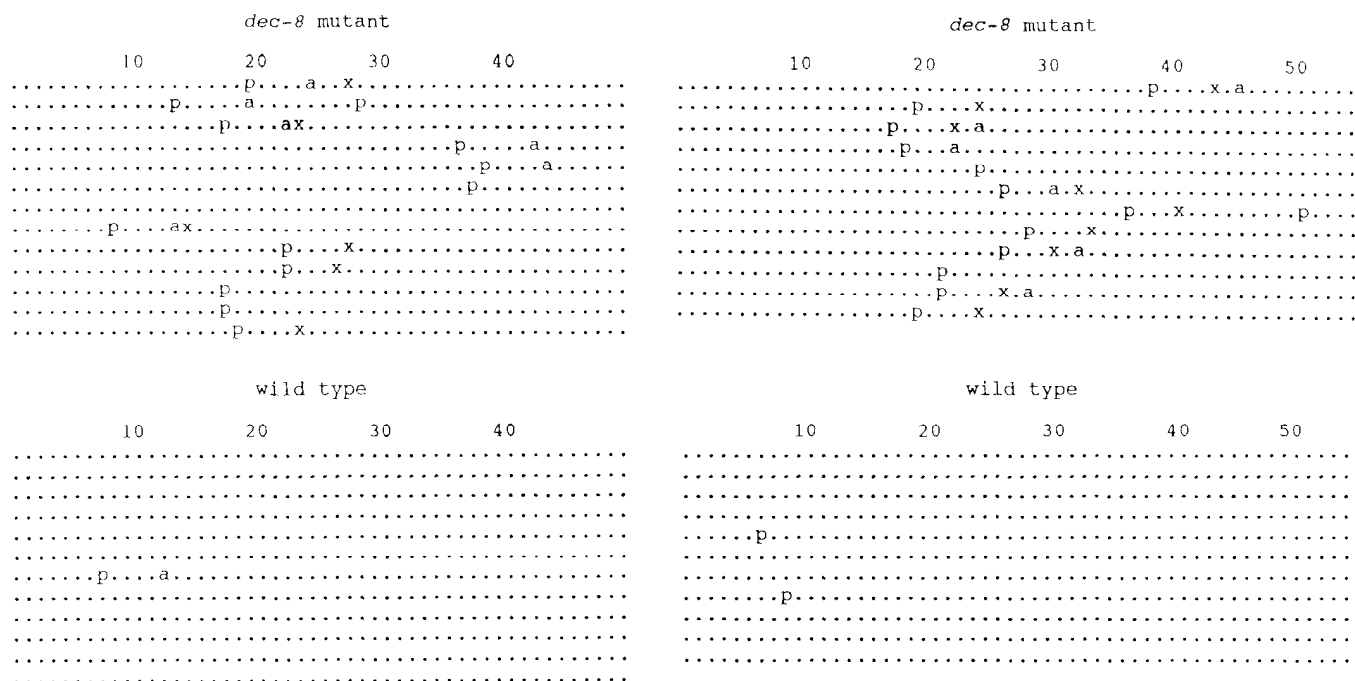 dec-8 mutant
10 20 30 40
...................p....a..x......................
.............p.....a........p.....................
.................p....ax..........................
....................................p.....a.......
......................................p....a......
.....................................p............
..................................................
........p....ax...................................
......................p....x......................
......................p...x.......................
.................p................................
.................p................................
..................p....x..........................
dec-8 mutant
10 20 30 40 50
......................................p....x.a.........
...................p....x..............................
.................p....x.a..............................
..................p...a................................
........................p..............................
..........................p...a.x......................
....................................p...x.........p....
............................p....x.....................
..........................p...x.a......................
.....................p.................................
.....................p....x.a..........................
...................p....x..............................
wild type
10 20 30 40
..................................................
..................................................
..................................................
..................................................
..................................................
..................................................
.......p....a.....................................
..................................................
..................................................
..................................................
..................................................
..................................................
wild type
10 20 30 40 50
.......................................................
.......................................................
.......................................................
.......................................................
......p................................................
.......................................................
.......................................................
........p..............................................
.......................................................
.......................................................
.......................................................